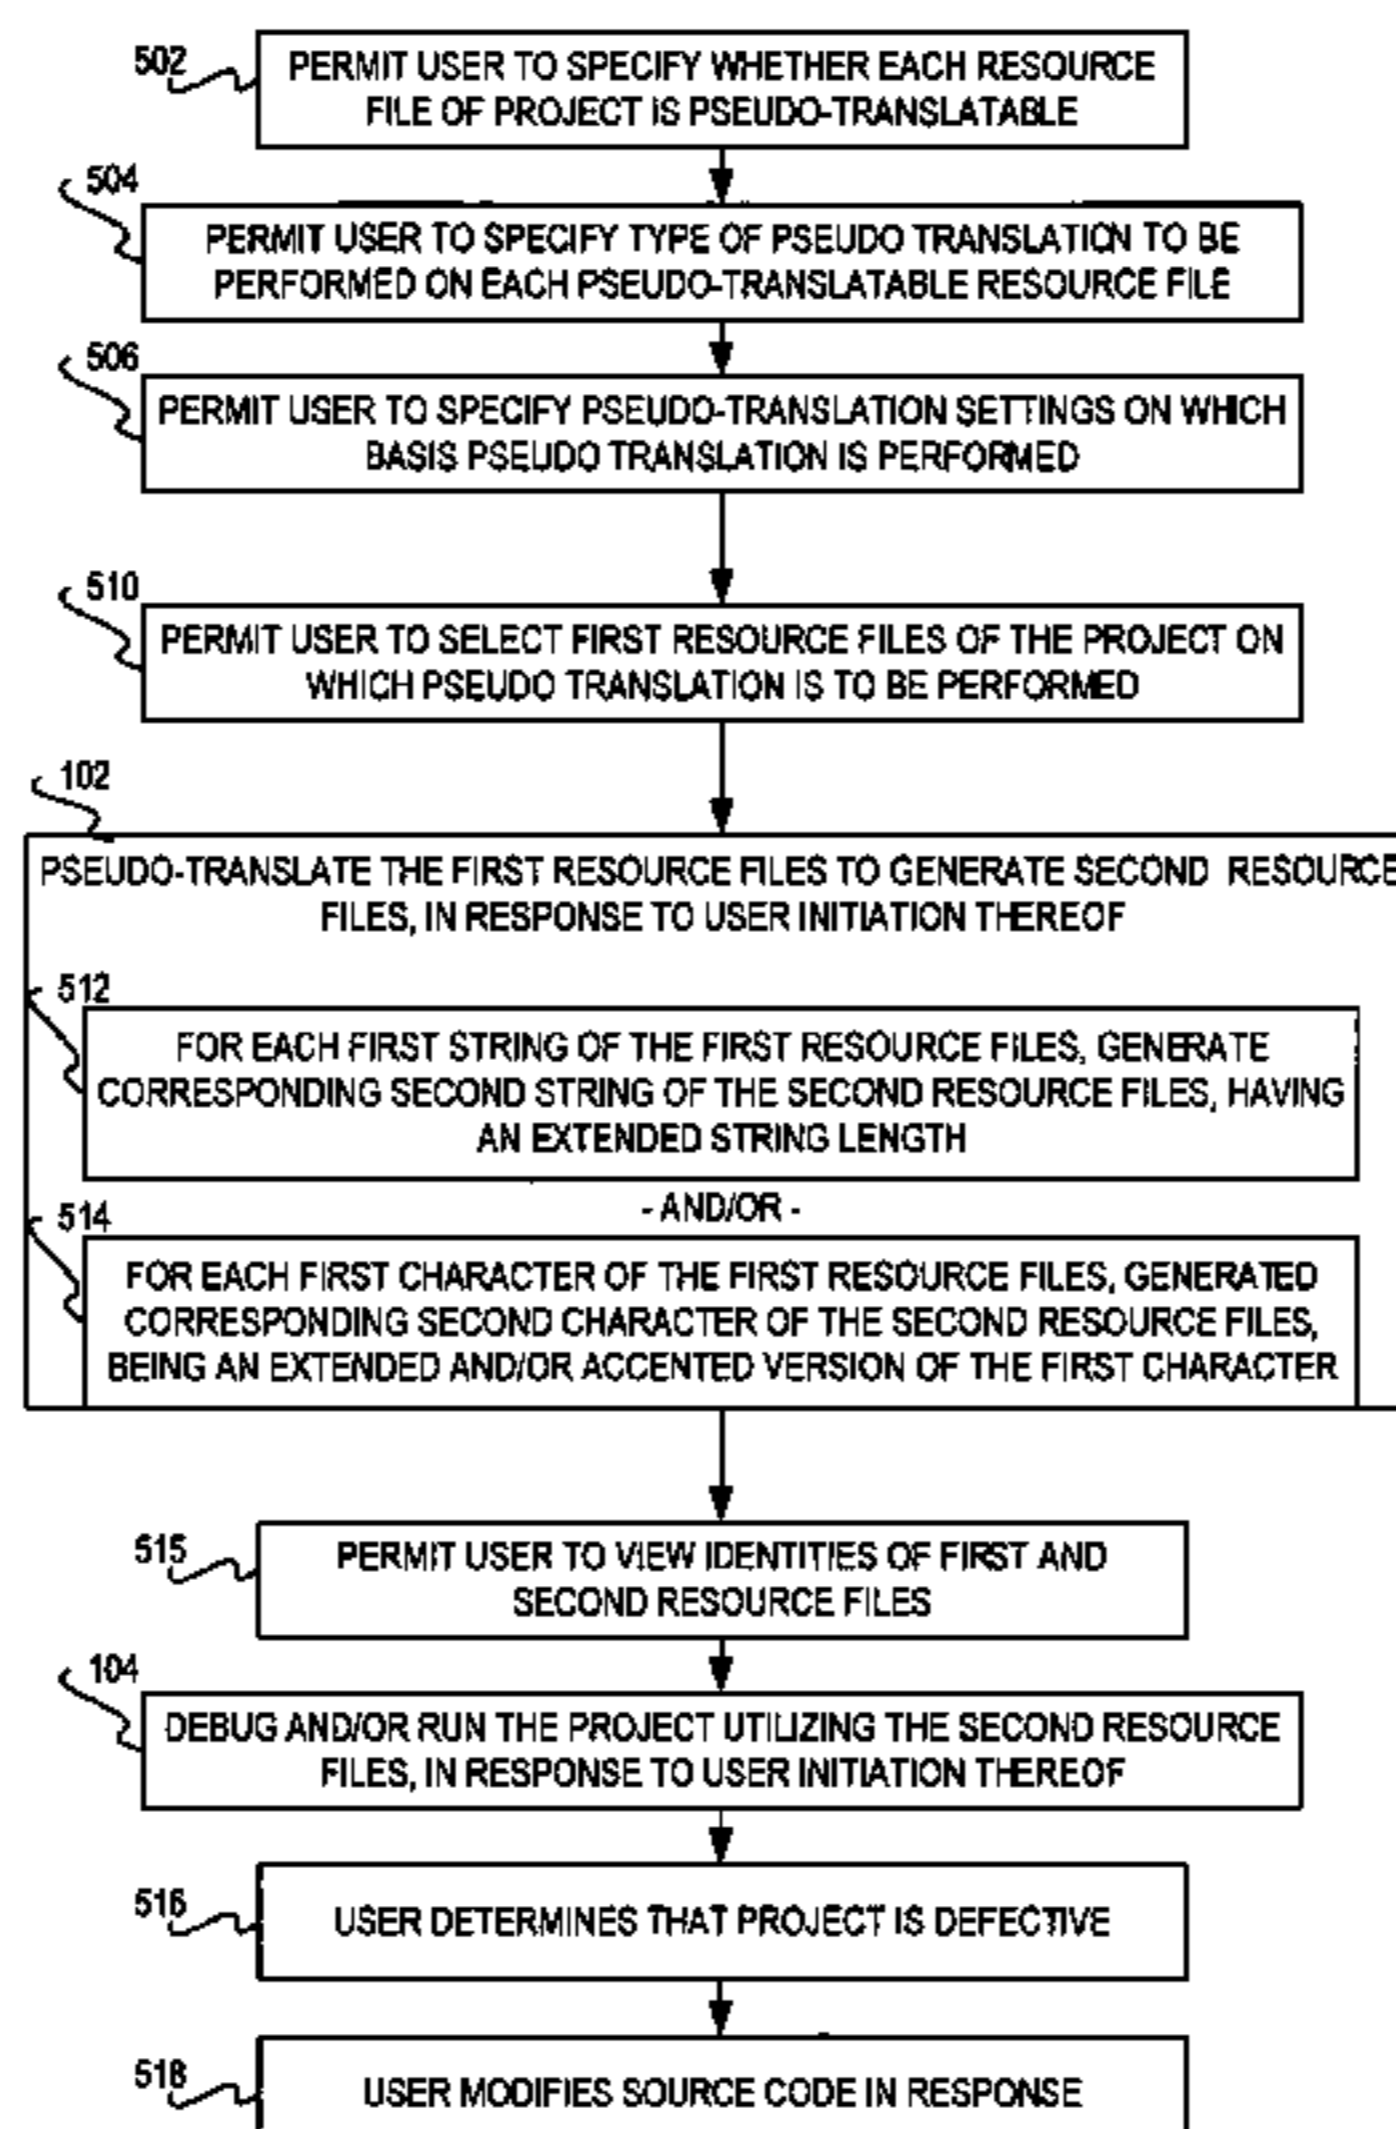 502
PERMIT USER TO SPECIFY WHETHER EACH RESOURCE
FILE OF PROJECT IS PSEUDO-TRANSLATABLE
504
PERMIT USER TO SPECIFY TYPE OF PSEUDO TRANSLATION TO BE
PERFORMED ON EACH PSEUDO-TRANSLATABLE RESOURCE FILE
506
PERMIT USER TO SPECIFY PSEUDO-TRANSLATION SETTINGS ON WHICH
BASIS PSEUDO TRANSLATION IS PERFORMED
510
PERMIT USER TO SELECT FIRST RESOURCE FILES OF THE PROJECT ON
WHICH PSEUDO TRANSLATION IS TO BE PERFORMED
102
PSEUDO-TRANSLATE THE FIRST RESOURCE FILES TO GENERATE SECOND RESOURCE
FILES, IN RESPONSE TO USER INITIATION THEREOF
512
FOR EACH FIRST STRING OF THE FIRST RESOURCE FILES, GENERATE
CORRESPONDING SECOND STRING OF THE SECOND RESOURCE FILES, HAVING
AN EXTENDED STRING LENGTH
- AND/OR -
514
FOR EACH FIRST CHARACTER OF THE FIRST RESOURCE FILES, GENERATED
CORRESPONDING SECOND CHARACTER OF THE SECOND RESOURCE FILES,
BEING AN EXTENDED AND/OR ACCENTED VERSION OF THE FIRST CHARACTER
515
PERMIT USER TO VIEW IDENTITIES OF FIRST AND
SECOND RESOURCE FILES
104
DEBUG AND/OR RUN THE PROJECT UTILIZING THE SECOND RESOURCE
FILES, IN RESPONSE TO USER INITIATION THEREOF
516
USER DETERMINES THAT PROJECT IS DEFECTIVE
518
USER MODIFIES SOURCE CODE IN RESPONSE